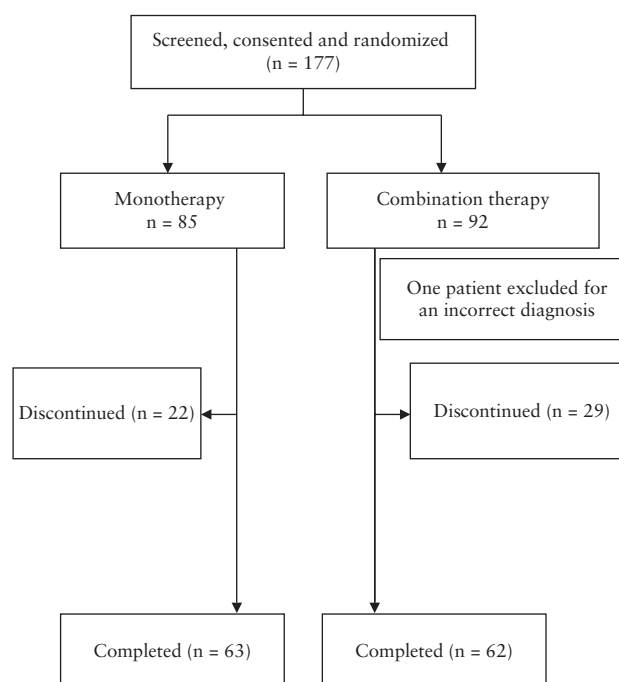 Screened, consented and randomized
(n = 177)
Monotherapy
n = 85
Combination therapy
n = 92
One patient excluded for
an incorrect diagnosis
Discontinued (n = 22)
Discontinued (n = 29)
Completed (n = 63)
Completed (n = 62)